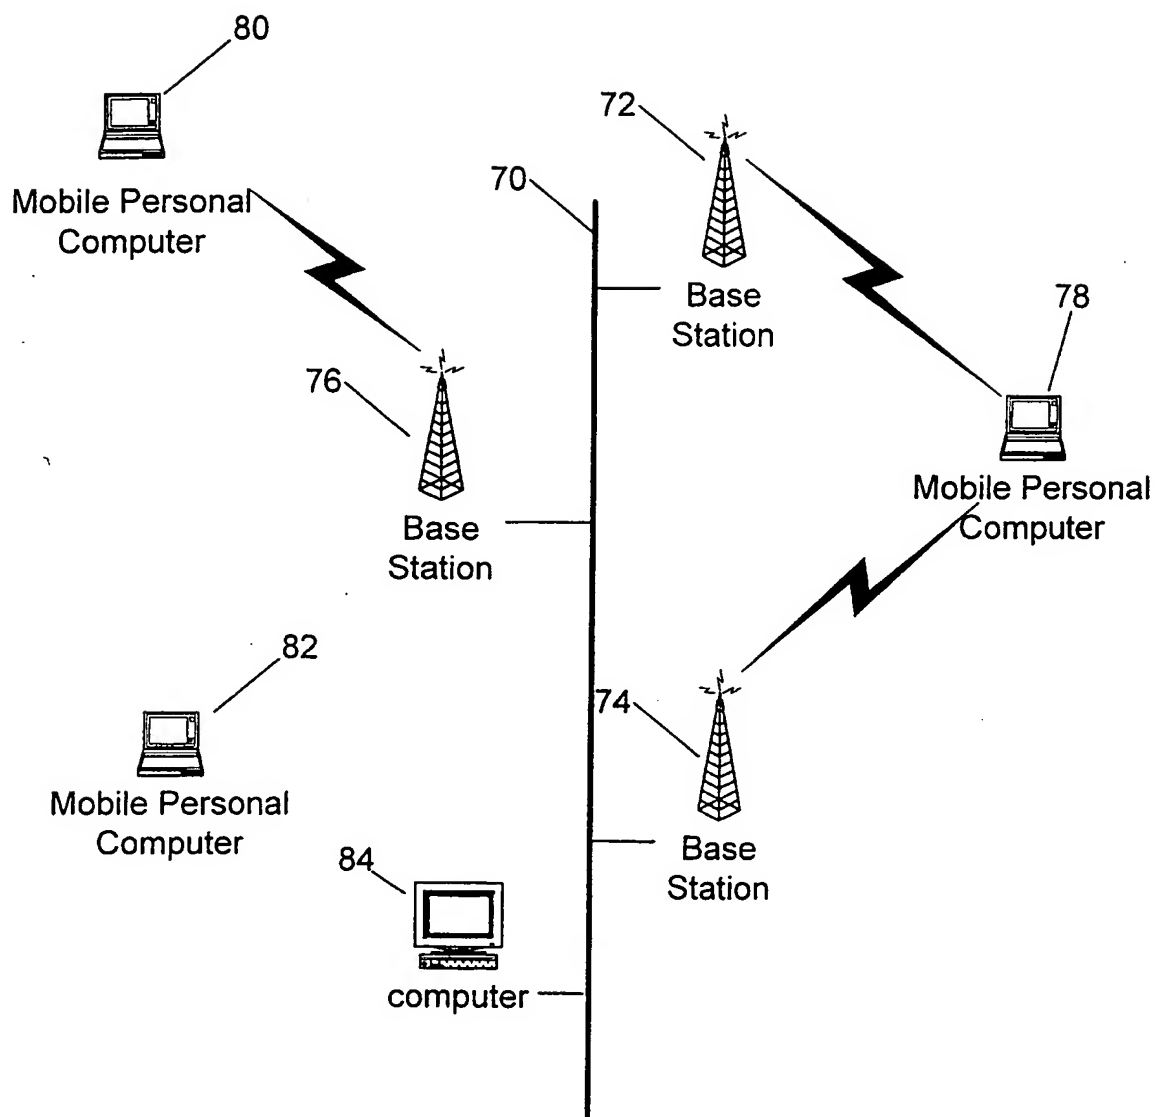 80
Mobile Personal
Computer
72
70
Base
Station
78
Mobile Personal
Computer
76
Base
Station
82
Mobile Personal
Computer
74
Base
Station
84
computer